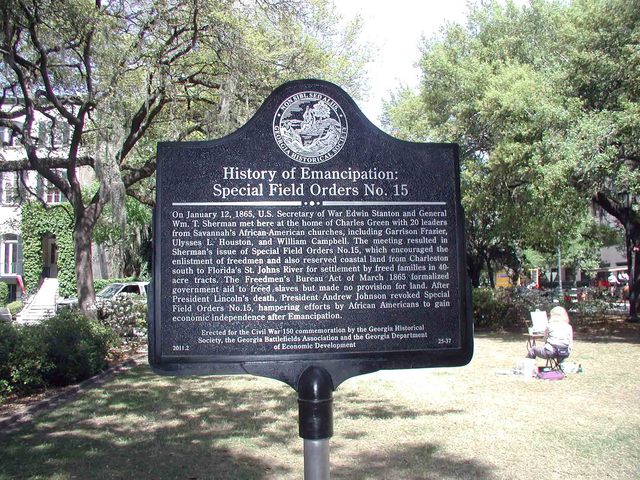 NON SIBI, SED ALIIS
GEORGIA HISTORICAL SOCIETY
History of Emancipation:
Special Field Orders No. 15
On January 12, 1865, U.S. Secretary of War Edwin Stanton and General
Wm. T. Sherman met here at the home of Charles Green with 20 leaders
from Savannah's African-American churches, including Garrison Frazier,
Ulysses L. Houston, and William Campbell. The meeting resulted in
Sherman's issue of Special Field Orders No.15, which encouraged the
enlistment of freedman and also reserved coastal land from Charleston
south to Florida's St. Johns River for settlement by freed families in 40-
acre tracts. The Freedmen's Bureau Act of March 1865 formalized
government aid to freed slaves but made no provision for land. After
President Lincoln's death, President Andrew Johnson revoked Special
Field Orders No.15, hampering efforts by African Americans to gain
economic independence after Emancipation.
Erected for the Civil War 150 commemoration by the Georgia Historical
Society, the Georgia Battlefields Association and the Georgia Department
of Economic Development
2011.2
25-37